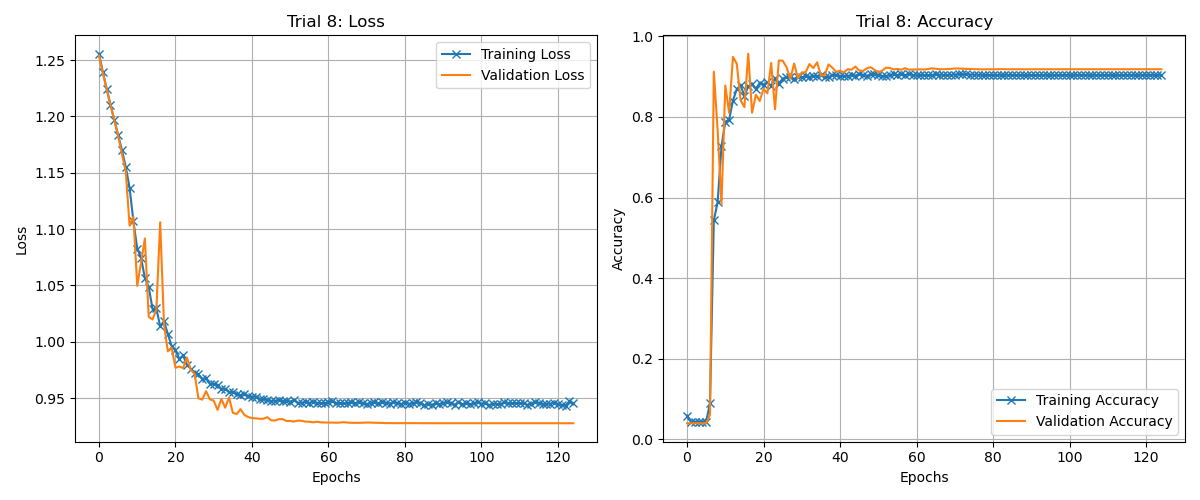 Trial 8: Loss
1.25
1.20
1.15
1.10
1.05
1.00
0.95
Loss
0
20
40
60
80
100
120
Epochs
Training Loss
Validation Loss
Trial 8: Accuracy
1.0
0.8
0.6
0.4
0.2
0.0
Accuracy
0
20
40
60
80
100
120
Epochs
Training Accuracy
Validation Accuracy